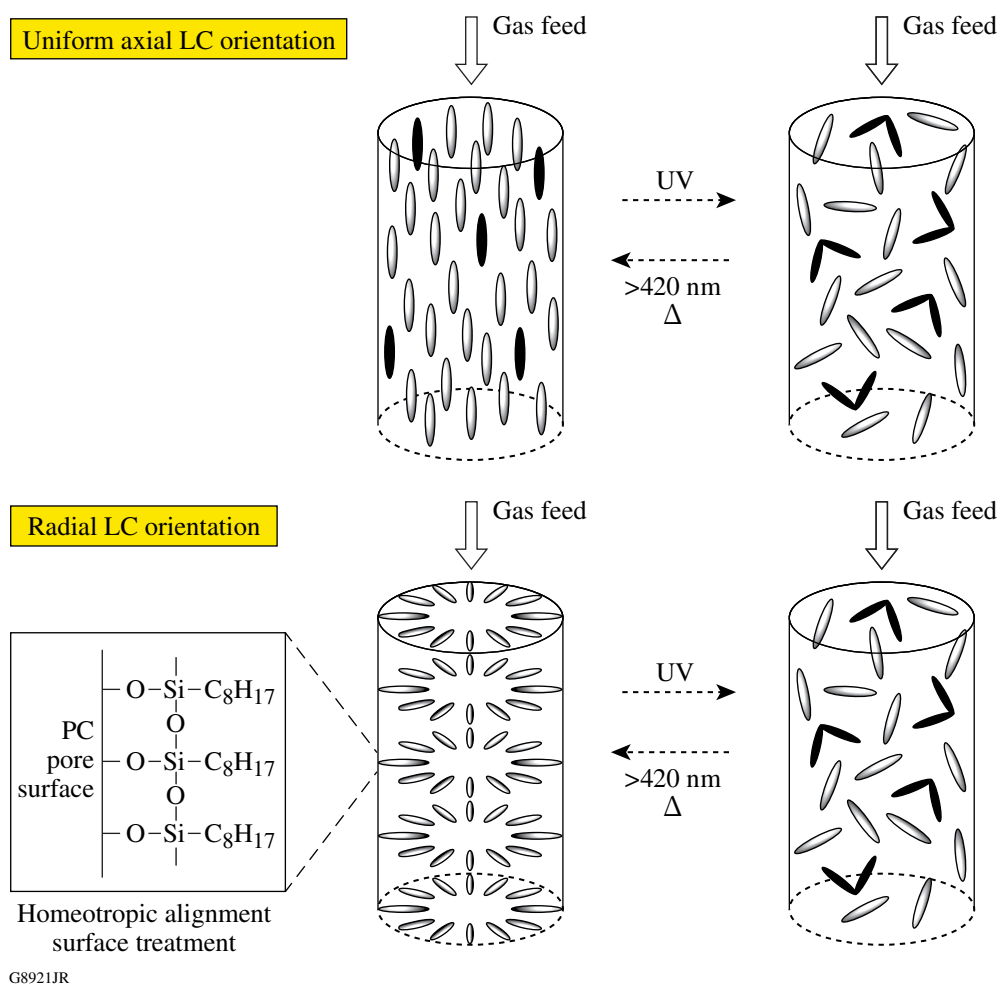 Uniform axial LC orientation
Gas feed
Gas feed
UV
>420 nm
Δ
Radial LC orientation
Gas feed
Gas feed
PC
pore
surface
O–Si–C₈H₁₇
O
O–Si–C₈H₁₇
O
O–Si–C₈H₁₇
UV
>420 nm
Δ
Homeotropic alignment
surface treatment
G8921JR